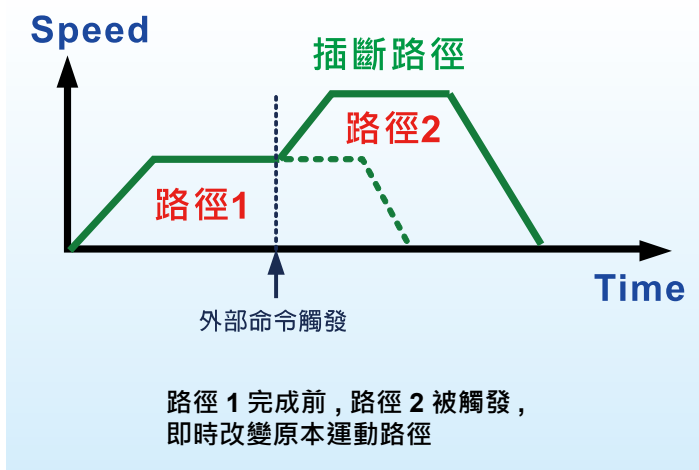 Speed
插斷路徑
路徑2
路徑1
Time
外部命令觸發
路徑 1 完成前 , 路徑 2 被觸發 ,
即時改變原本運動路徑